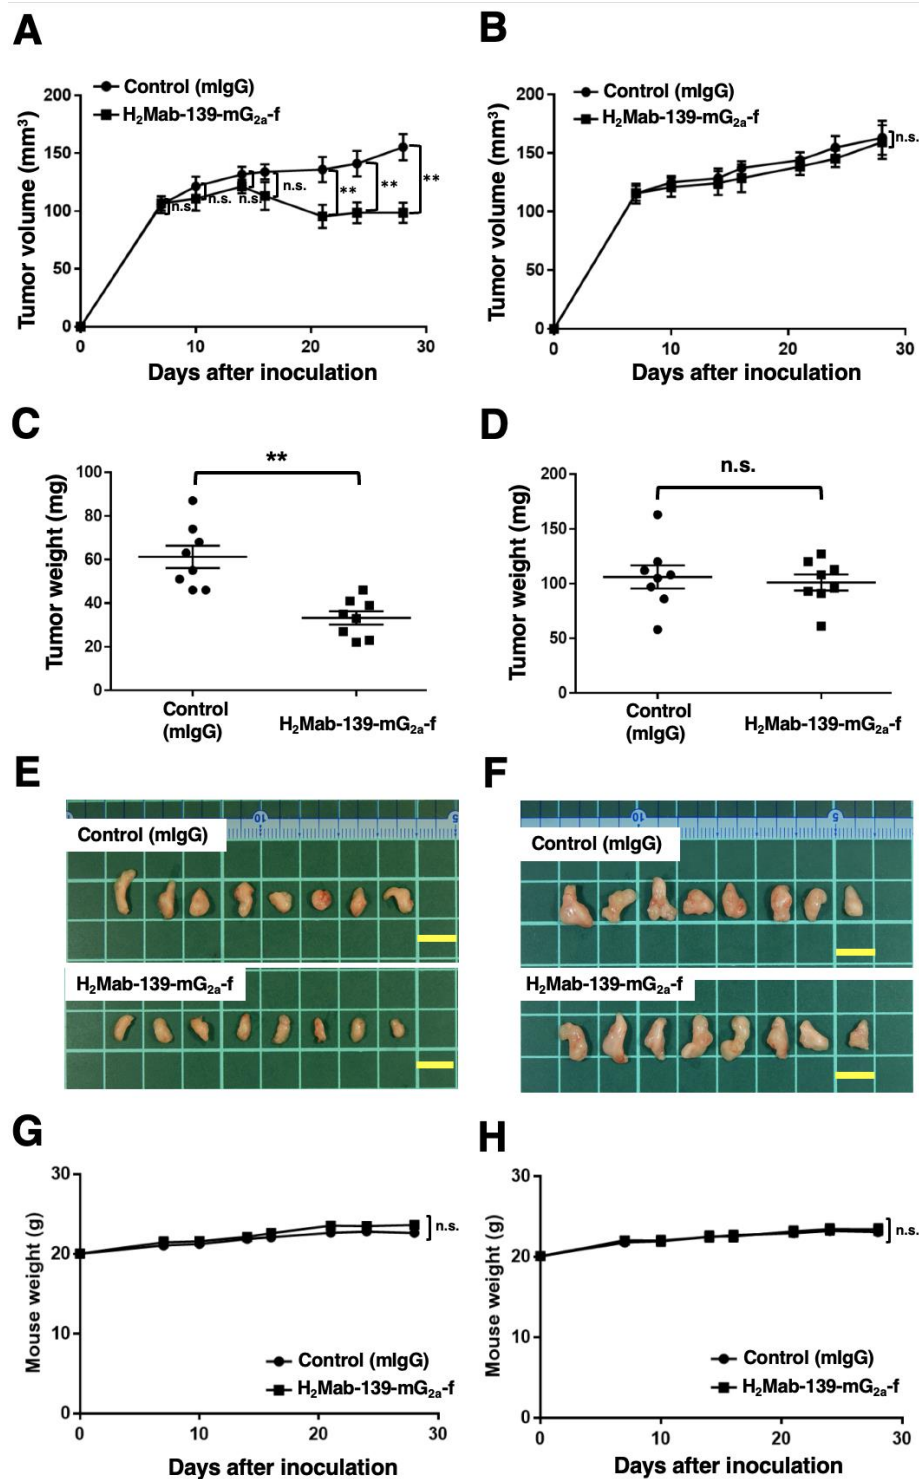 A
Control (mIgG)
H₂Mab-139-mG₂ₐ-f
Tumor volume (mm³)
200
150
100
50
0
n.s.
n.s.
n.s.
n.s.
**
**
**
0
10
20
30
Days after inoculation
B
Control (mIgG)
H₂Mab-139-mG₂ₐ-f
Tumor volume (mm³)
200
150
100
50
0
n.s.
0
10
20
30
Days after inoculation
C
Tumor weight (mg)
100
80
60
40
20
0
**
Control
(mIgG)
H₂Mab-139-mG₂ₐ-f
D
Tumor weight (mg)
200
150
100
50
0
n.s.
Control
(mIgG)
H₂Mab-139-mG₂ₐ-f
E
10
5
Control (mIgG)
H₂Mab-139-mG₂ₐ-f
F
10
5
Control (mIgG)
H₂Mab-139-mG₂ₐ-f
G
Mouse weight (g)
30
20
10
0
n.s.
Control (mIgG)
H₂Mab-139-mG₂ₐ-f
0
10
20
30
Days after inoculation
H
Mouse weight (g)
30
20
10
0
n.s.
Control (mIgG)
H₂Mab-139-mG₂ₐ-f
0
10
20
30
Days after inoculation